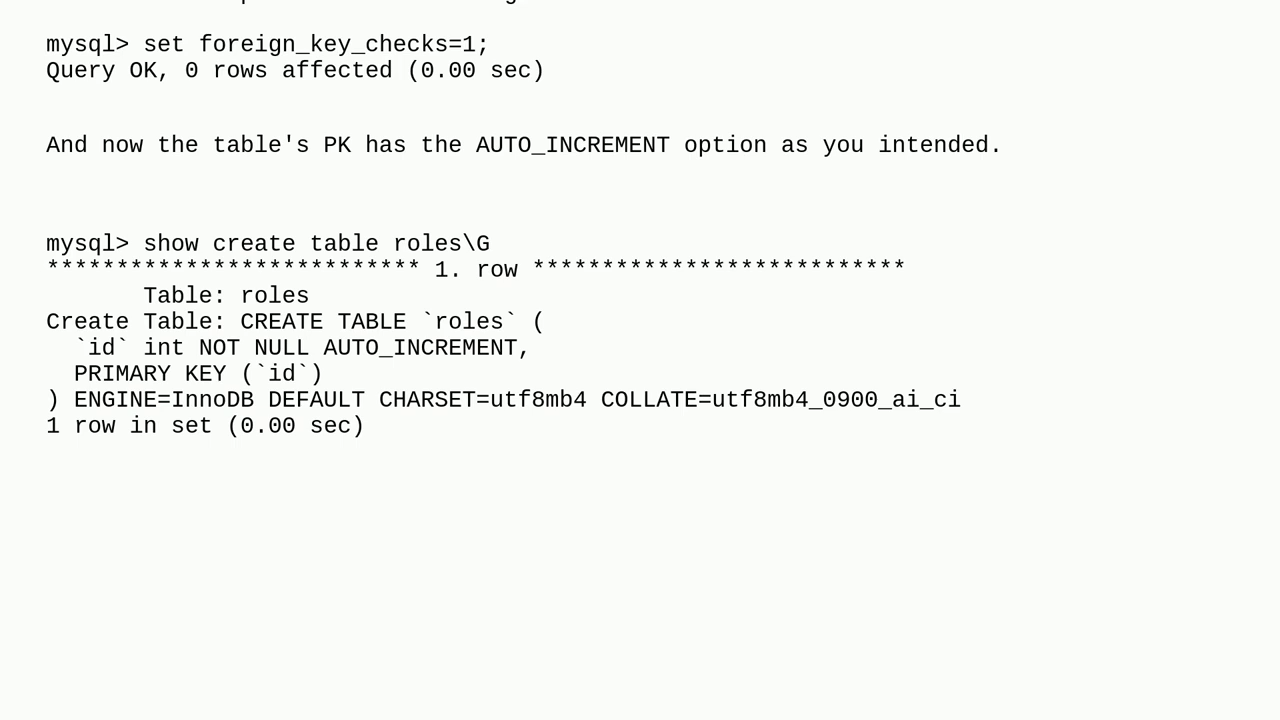 mysql> set foreign_key_checks=1;
Query OK, 0 rows affected (0.00 sec)
And now the table's PK has the AUTO_INCREMENT option as you intended.
mysql> show create table roles\G
*************************** 1. row ***************************
       Table: roles
Create Table: CREATE TABLE `roles` (
  `id` int NOT NULL AUTO_INCREMENT,
  PRIMARY KEY (`id`)
) ENGINE=InnoDB DEFAULT CHARSET=utf8mb4 COLLATE=utf8mb4_0900_ai_ci
1 row in set (0.00 sec)